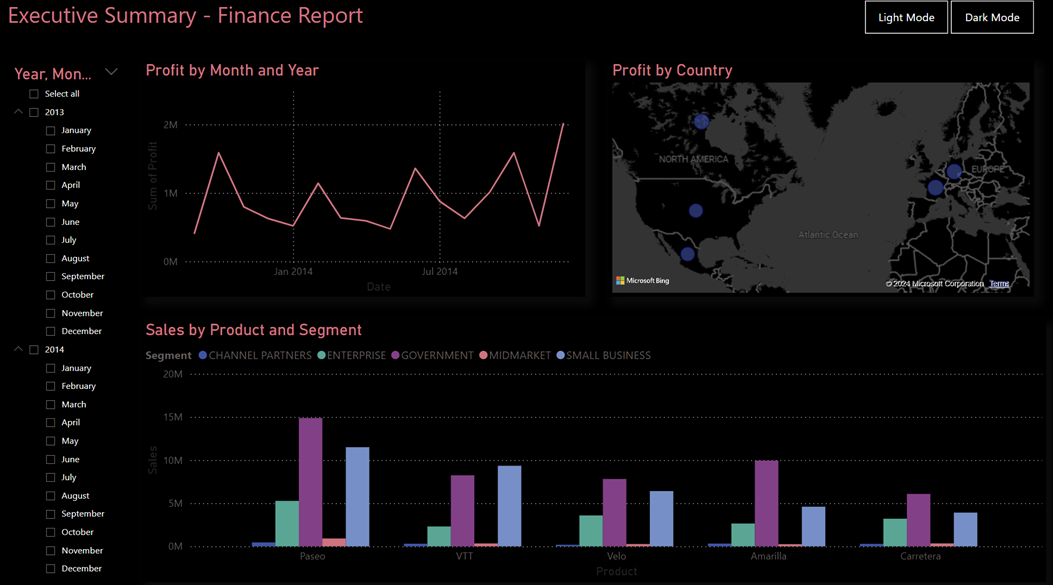 Executive Summary - Finance Report
Light Mode
Dark Mode
Year, Mon...
Select all
2013
January
February
March
April
May
June
July
August
September
October
November
December
2014
January
February
March
April
May
June
July
August
September
October
November
December
Profit by Month and Year
Sum of Profit
2M
1M
0M
Jan 2014
Jul 2014
Date
Profit by Country
NORTH AMERICA
EUROPE
Atlantic Ocean
Microsoft Bing
© 2024 Microsoft Corporation Terms
Sales by Product and Segment
Segment CHANNEL PARTNERS ENTERPRISE GOVERNMENT MIDMARKET SMALL BUSINESS
Sales
20M
15M
10M
5M
0M
Paseo
VTT
Velo
Amarilla
Carretera
Product